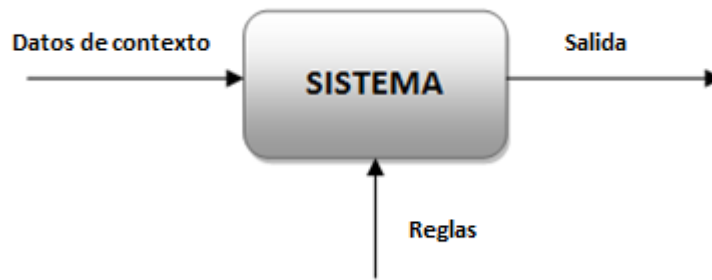 Datos de contexto
Salida
SISTEMA
Reglas